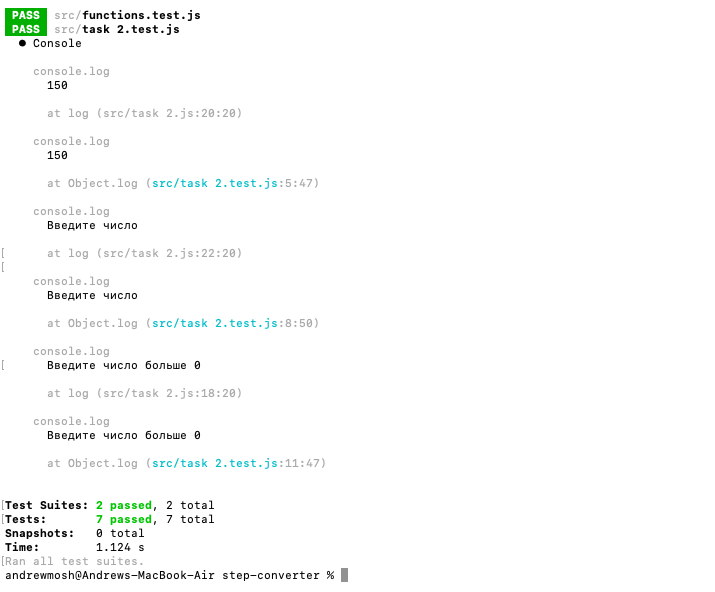 PASS src/functions.test.js
PASS src/task 2.test.js
● Console
console.log
150
at log (src/task 2.js:20:20)
console.log
150
at Object.log (src/task 2.test.js:5:47)
console.log
Введите число
[ at log (src/task 2.js:22:20)
[
console.log
Введите число
at Object.log (src/task 2.test.js:8:50)
console.log
[ Введите число больше 0
at log (src/task 2.js:18:20)
console.log
Введите число больше 0
at Object.log (src/task 2.test.js:11:47)
[Test Suites: 2 passed, 2 total
[Tests: 7 passed, 7 total
Snapshots: 0 total
Time: 1.124 s
[Ran all test suites.
andrewmosh@Andrews-MacBook-Air step-converter %